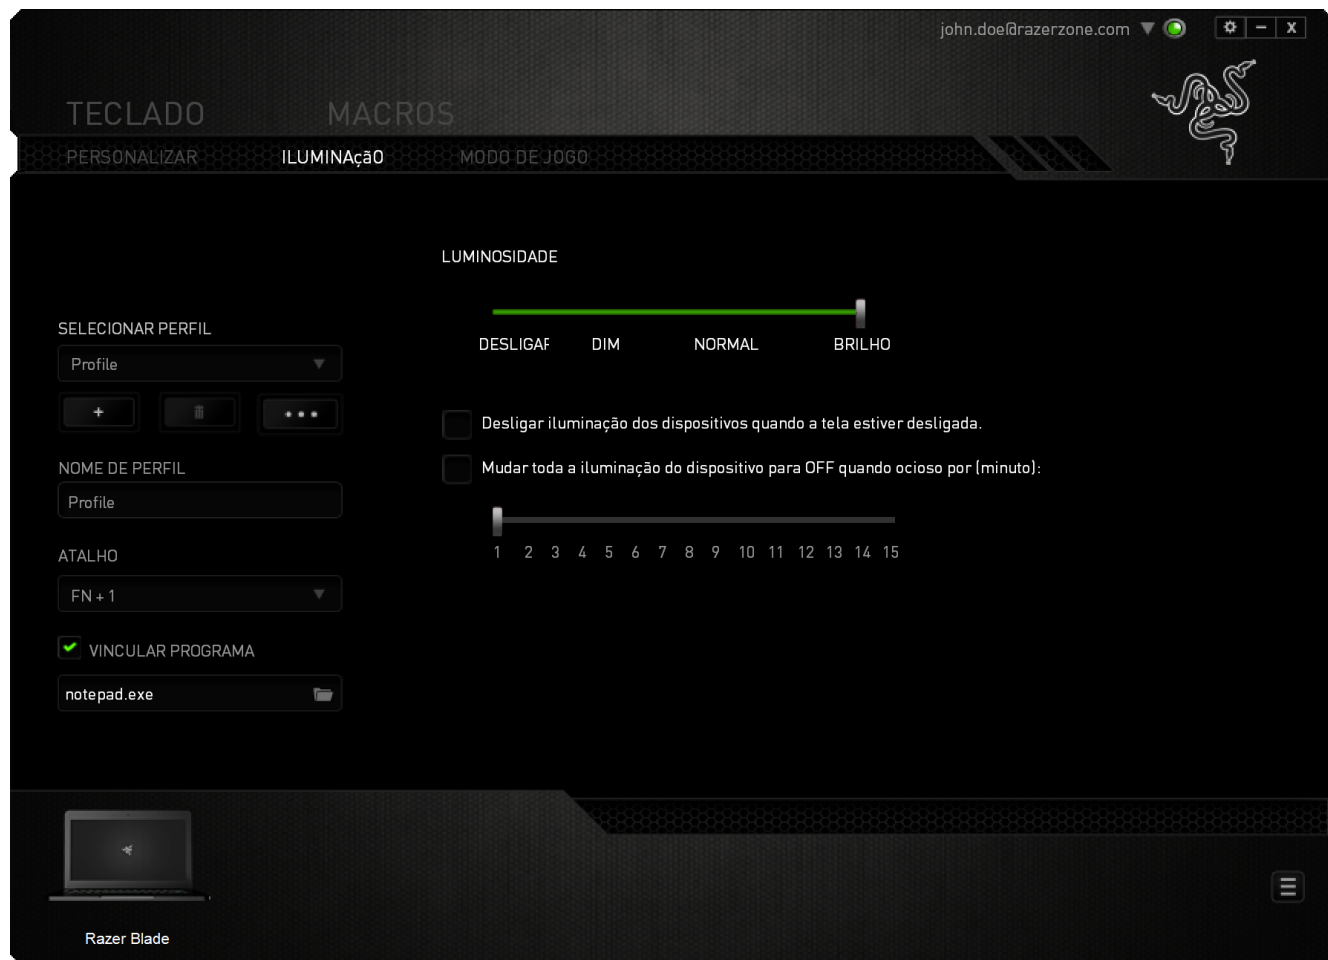 john.doe@razerzone.com
TECLADO MACROS
PERSONALIZAR ILUMINAçãO MODO DE JOGO
LUMINOSIDADE
SELECIONAR PERFIL
DIM NORMAL BRILHO
Profile
+
Desligar iluminação dos dispositivos quando a tela estiver desligada.
NOME DE PERFIL
Mudar toda a iluminação do dispositivo para OFF quando ocioso por (minuto):
Profile
ATALHO
1 2 3 4 5 6 7 8 9 10 11 12 13 14 15
FN + 1
VINCULAR PROGRAMA
notepad.exe
Razer Blade